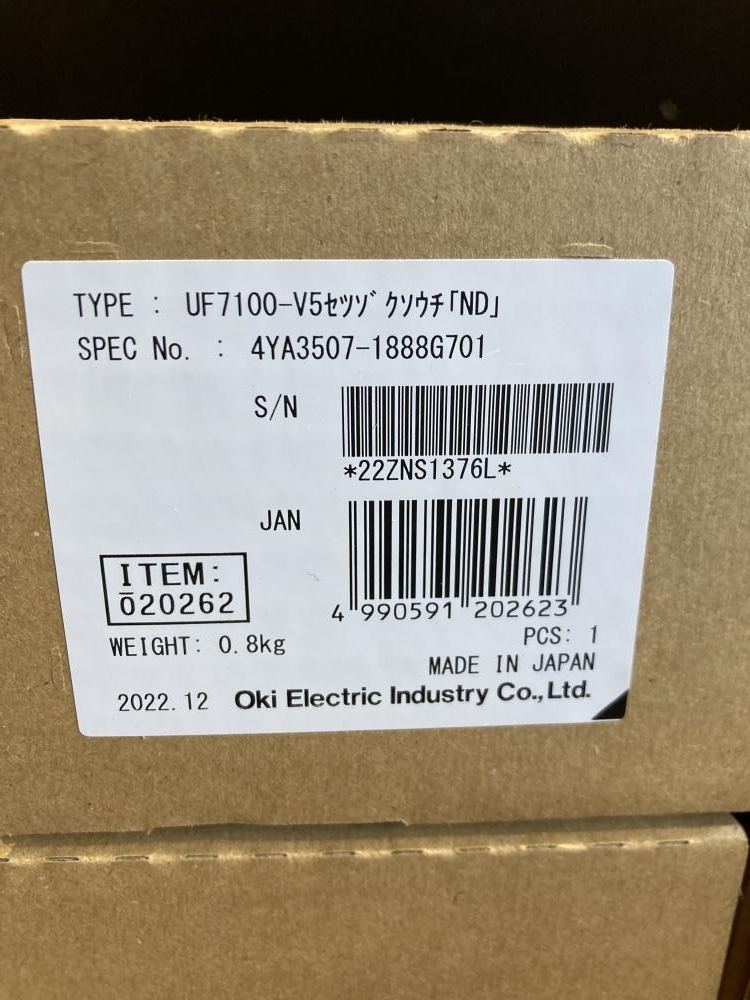 TYPE : UF7100-V5ｾﾂｿﾞｸｿｳﾁ｢ND｣
SPEC No. : 4YA3507-1888G701
S/N
*22ZNS1376L*
JAN
4 990591 202623
ITEM:
020262
WEIGHT: 0.8kg
PCS: 1
MADE IN JAPAN
2022.12 Oki Electric Industry Co., Ltd.